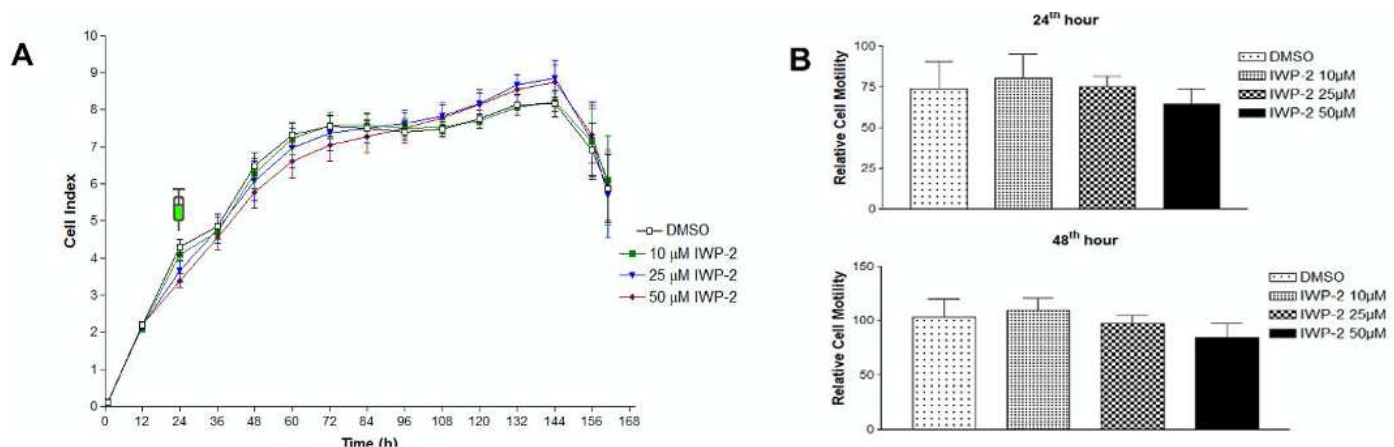 A
Cell Index
10
9
8
7
6
5
4
3
2
1
0
0 12 24 36 48 60 72 84 96 108 120 132 144 156 168
Time (h)
DMSO
10 µM IWP-2
25 µM IWP-2
50 µM IWP-2
B
24th hour
Relative Cell Motility
100
75
50
25
0
DMSO
IWP-2 10µM
IWP-2 25µM
IWP-2 50µM
48th hour
Relative Cell Motility
150
100
50
0
DMSO
IWP-2 10µM
IWP-2 25µM
IWP-2 50µM